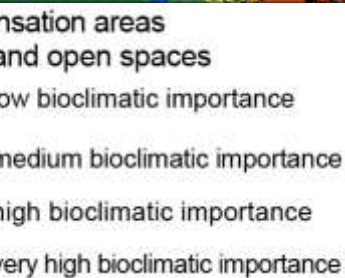 nsation areas
and open spaces
ow bioclimatic importance
medium bioclimatic importance
high bioclimatic importance
very high bioclimatic importance